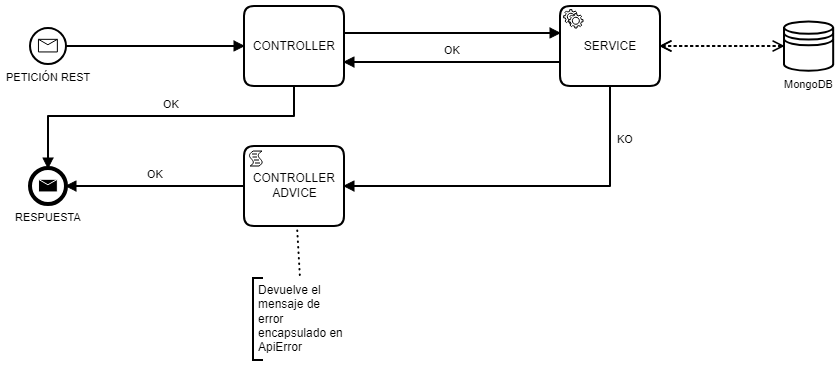 PETICIÓN REST
CONTROLLER
OK
SERVICE
MongoDB
OK
KO
OK
CONTROLLER
ADVICE
RESPUESTA
Devuelve el
mensaje de
error
encapsulado en
ApiError